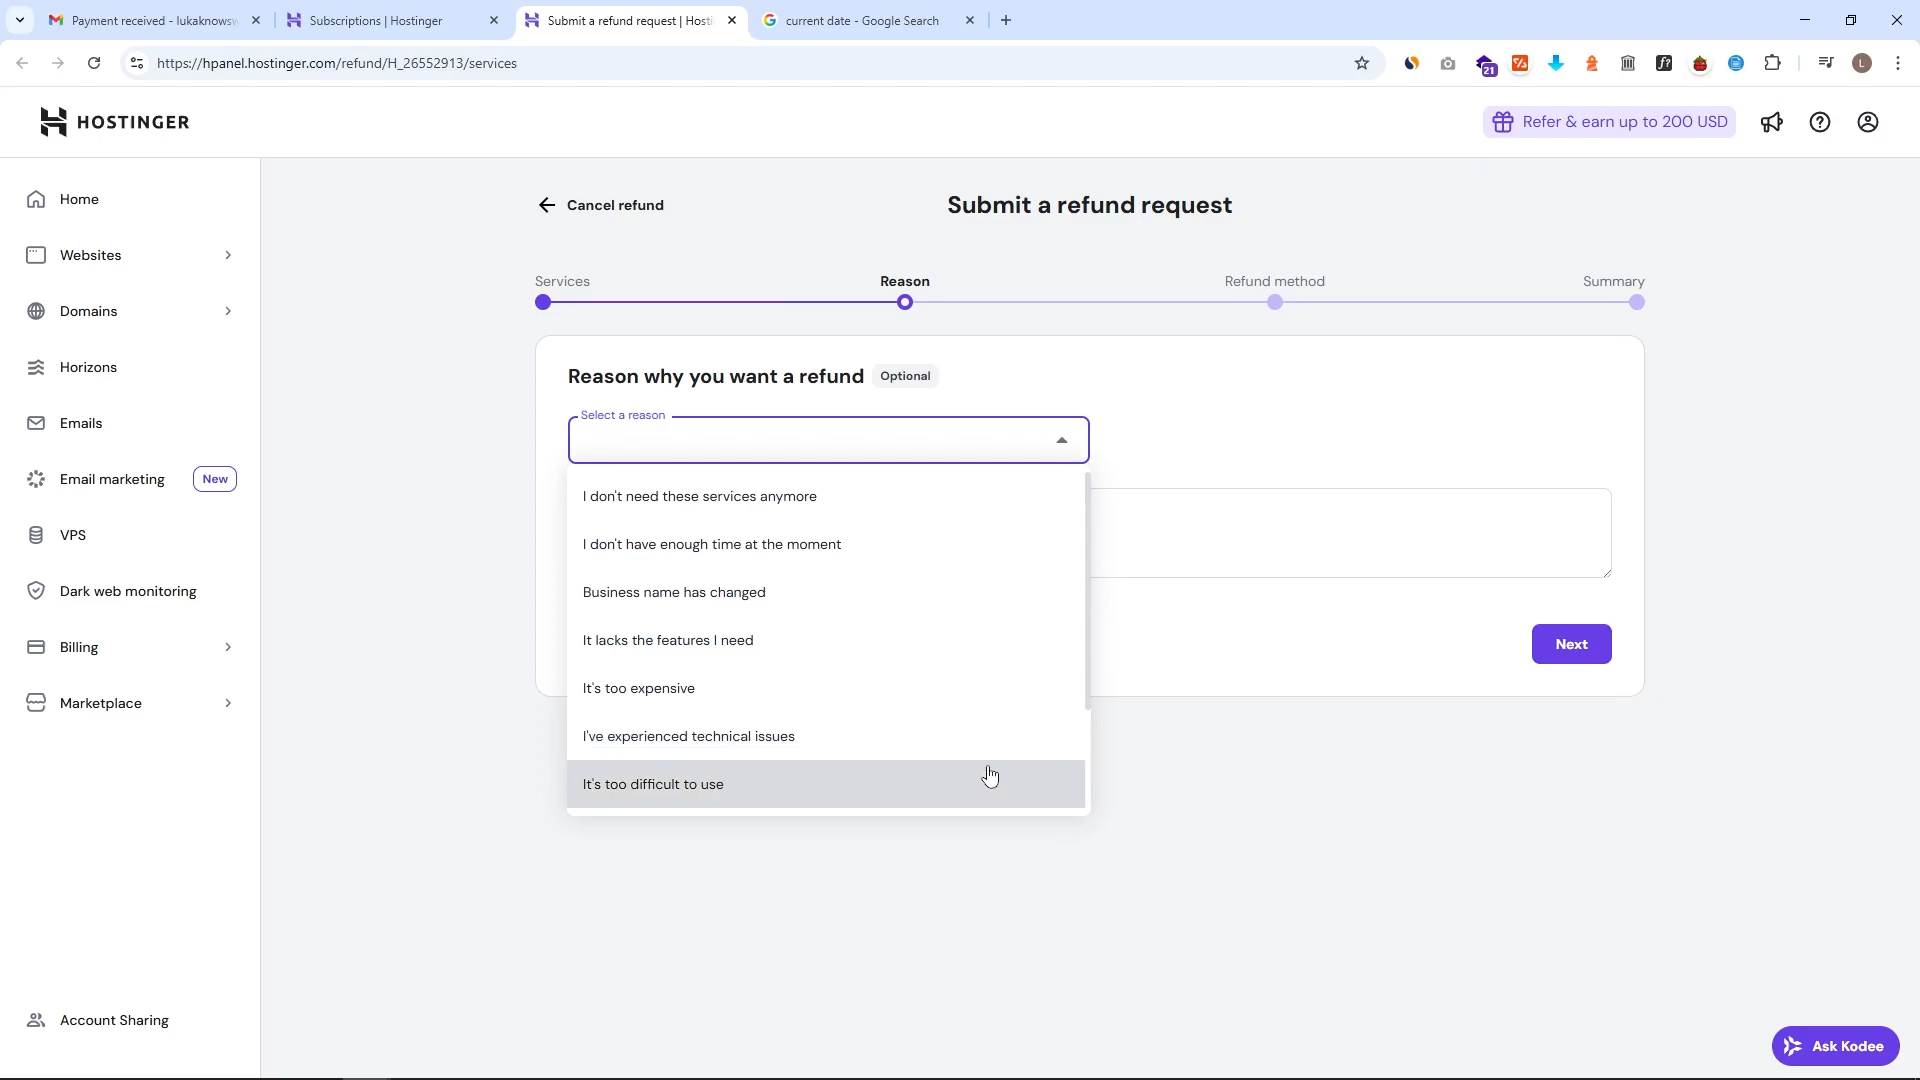 Payment received - lukaknowsw
Subscriptions | Hostinger
Submit a refund request | Hosti
current date - Google Search
https://hpanel.hostinger.com/refund/H_26552913/services
21
f?
L
HOSTINGER
Refer & earn up to 200 USD
Home
Websites
Domains
Horizons
Emails
Email marketing
New
VPS
Dark web monitoring
Billing
Marketplace
Account Sharing
Cancel refund
Submit a refund request
Services
Reason
Refund method
Summary
Reason why you want a refund
Optional
Select a reason
I don't need these services anymore
I don't have enough time at the moment
Business name has changed
It lacks the features I need
It's too expensive
I've experienced technical issues
It's too difficult to use
Next
Ask Kodee